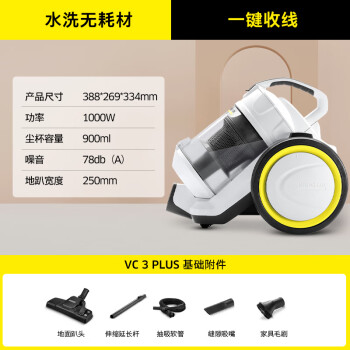 水洗无耗材
一键收线
产品尺寸 388*269*334mm
功率 1000W
尘杯容量 900ml
噪音 78db（A）
地趴宽度 250mm
VC 3 PLUS 基础附件
地面趴头 伸缩延长杆 抽吸软管 缝隙吸嘴 家具毛刷